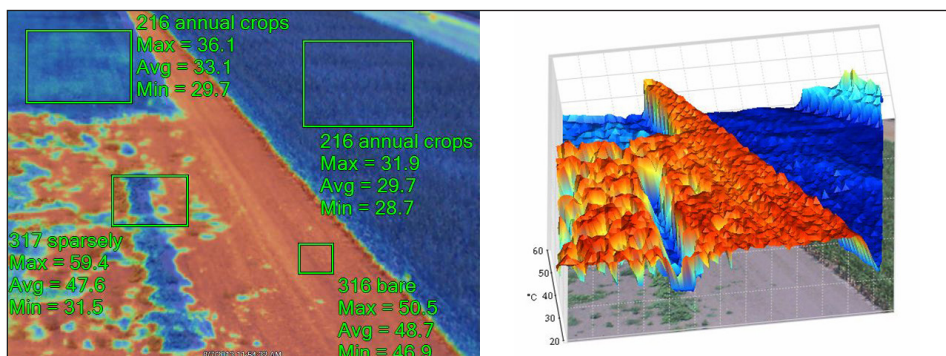 216 annual crops
Max = 36.1
Avg = 33.1
Min = 29.7
216 annual crops
Max = 31.9
Avg = 29.7
Min = 28.7
317 sparsely
Max = 59.4
Avg = 47.6
Min = 31.5
316 bare
Max = 50.5
Avg = 48.7
Min = 46.9
60
50
°C 40
30
20